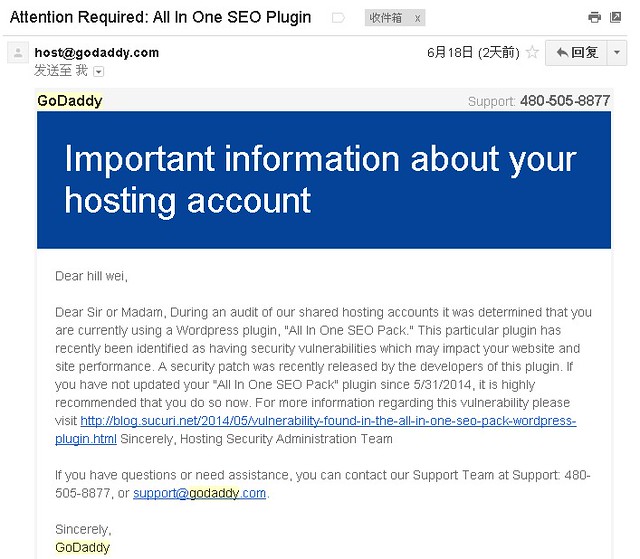 Attention Required: All In One SEO Plugin 收件箱 x
host@godaddy.com 6月18日 (2天前) 回复
发送至 我
GoDaddy Support: 480-505-8877
Important information about your
hosting account
Dear hill wei,
Dear Sir or Madam, During an audit of our shared hosting accounts it was determined that you
are currently using a Wordpress plugin, "All In One SEO Pack." This particular plugin has
recently been identified as having security vulnerabilities which may impact your website and
site performance. A security patch was recently released by the developers of this plugin. If
you have not updated your "All In One SEO Pack" plugin since 5/31/2014, it is highly
recommended that you do so now. For more information regarding this vulnerability please
visit http://blog.sucuri.net/2014/05/vulnerability-found-in-the-all-in-one-seo-pack-wordpress-
plugin.html Sincerely, Hosting Security Administration Team
If you have questions or need assistance, you can contact our Support Team at Support: 480-
505-8877, or support@godaddy.com.
Sincerely,
GoDaddy